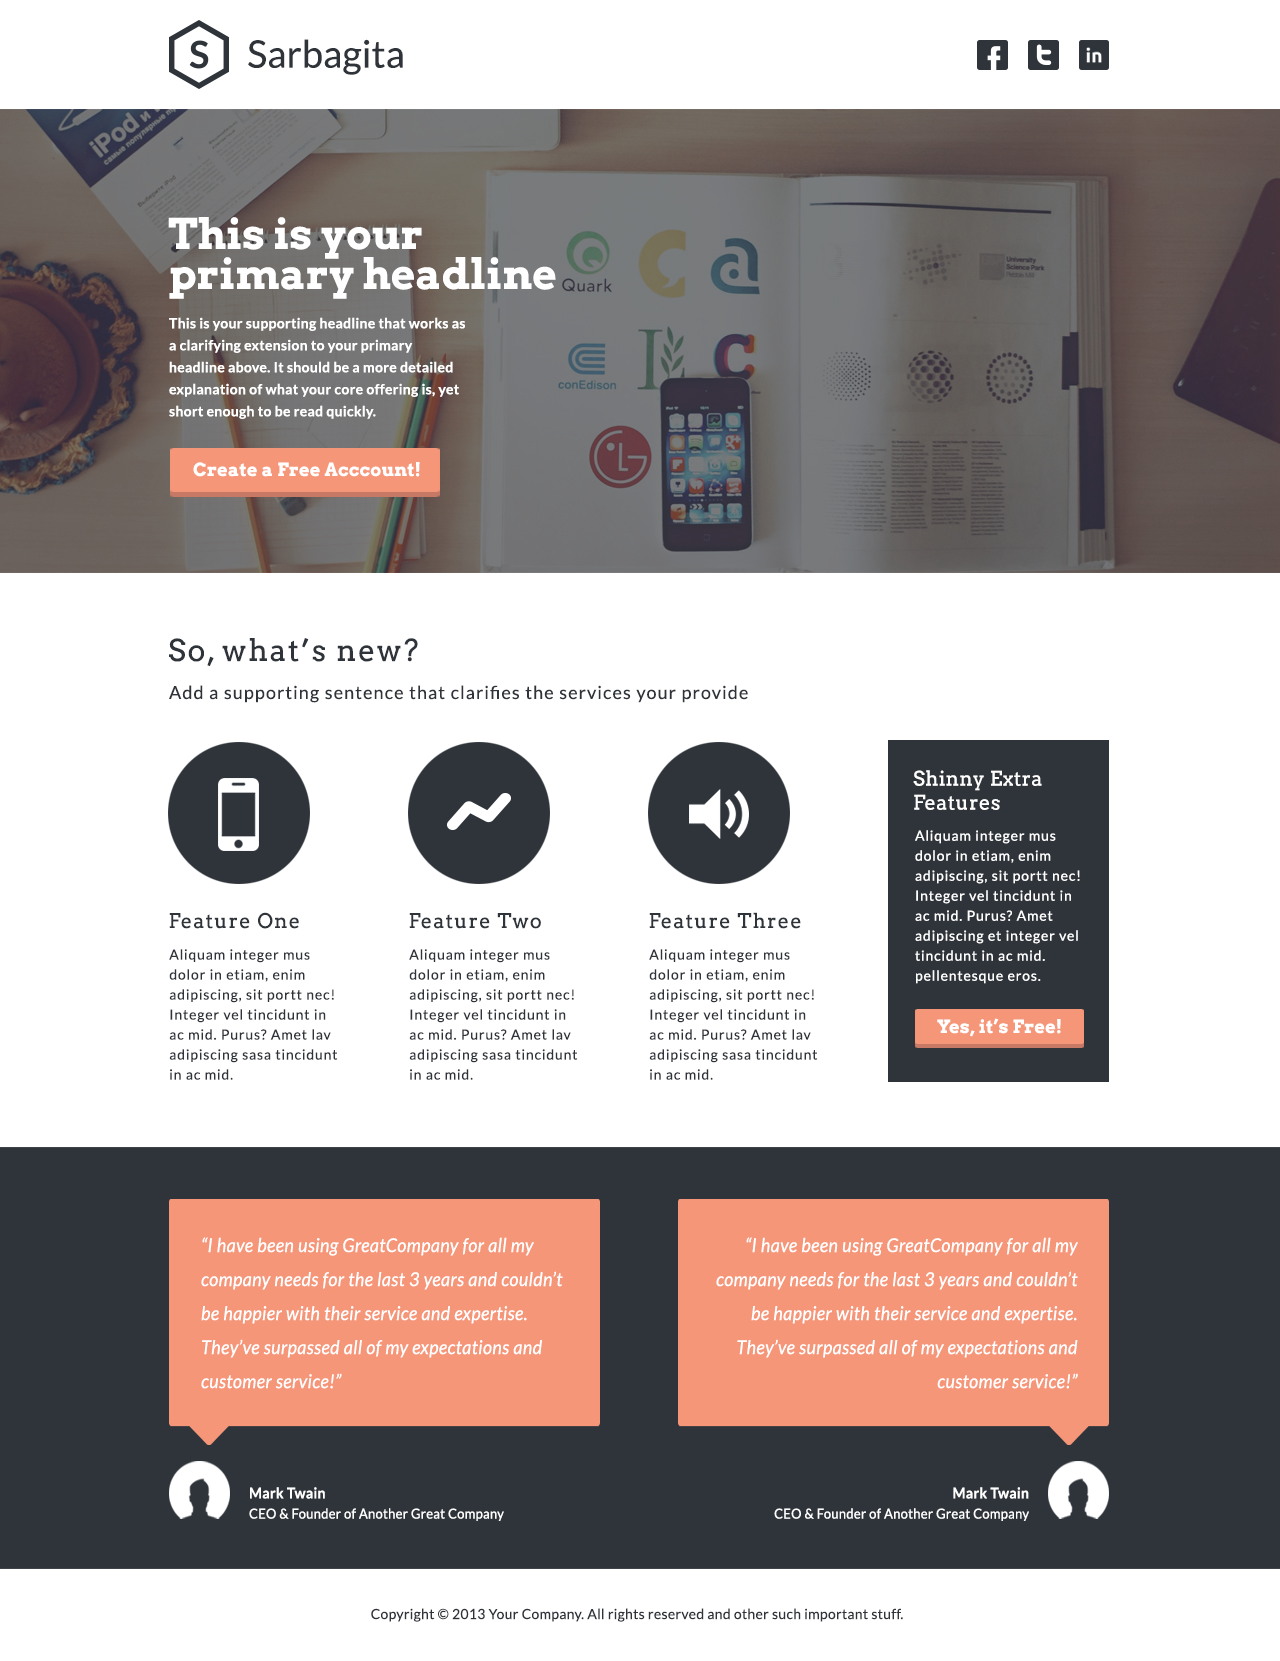 S Sarbagita
f t in
iPod и
самые популярные
This is your
primary headline
Quark
University
Science Park
This is your supporting headline that works as
a clarifying extension to your primary
headline above. It should be a more detailed
explanation of what your core offering is, yet
short enough to be read quickly.
conEdison
LG
Create a Free Acccount!
So, what’s new?
Add a supporting sentence that clarifies the services your provide
Feature One
Aliquam integer mus
dolor in etiam, enim
adipiscing, sit portt nec!
Integer vel tincidunt in
ac mid. Purus? Amet lav
adipiscing sasa tincidunt
in ac mid.
Feature Two
Aliquam integer mus
dolor in etiam, enim
adipiscing, sit portt nec!
Integer vel tincidunt in
ac mid. Purus? Amet lav
adipiscing sasa tincidunt
in ac mid.
Feature Three
Aliquam integer mus
dolor in etiam, enim
adipiscing, sit portt nec!
Integer vel tincidunt in
ac mid. Purus? Amet lav
adipiscing sasa tincidunt
in ac mid.
Shinny Extra
Features
Aliquam integer mus
dolor in etiam, enim
adipiscing, sit portt nec!
Integer vel tincidunt in
ac mid. Purus? Amet
adipiscing et integer vel
tincidunt in ac mid.
pellentesque eros.
Yes, it’s Free!
“I have been using GreatCompany for all my
company needs for the last 3 years and couldn’t
be happier with their service and expertise.
They’ve surpassed all of my expectations and
customer service!”
Mark Twain
CEO & Founder of Another Great Company
“I have been using GreatCompany for all my
company needs for the last 3 years and couldn’t
be happier with their service and expertise.
They’ve surpassed all of my expectations and
customer service!”
Mark Twain
CEO & Founder of Another Great Company
Copyright © 2013 Your Company. All rights reserved and other such important stuff.